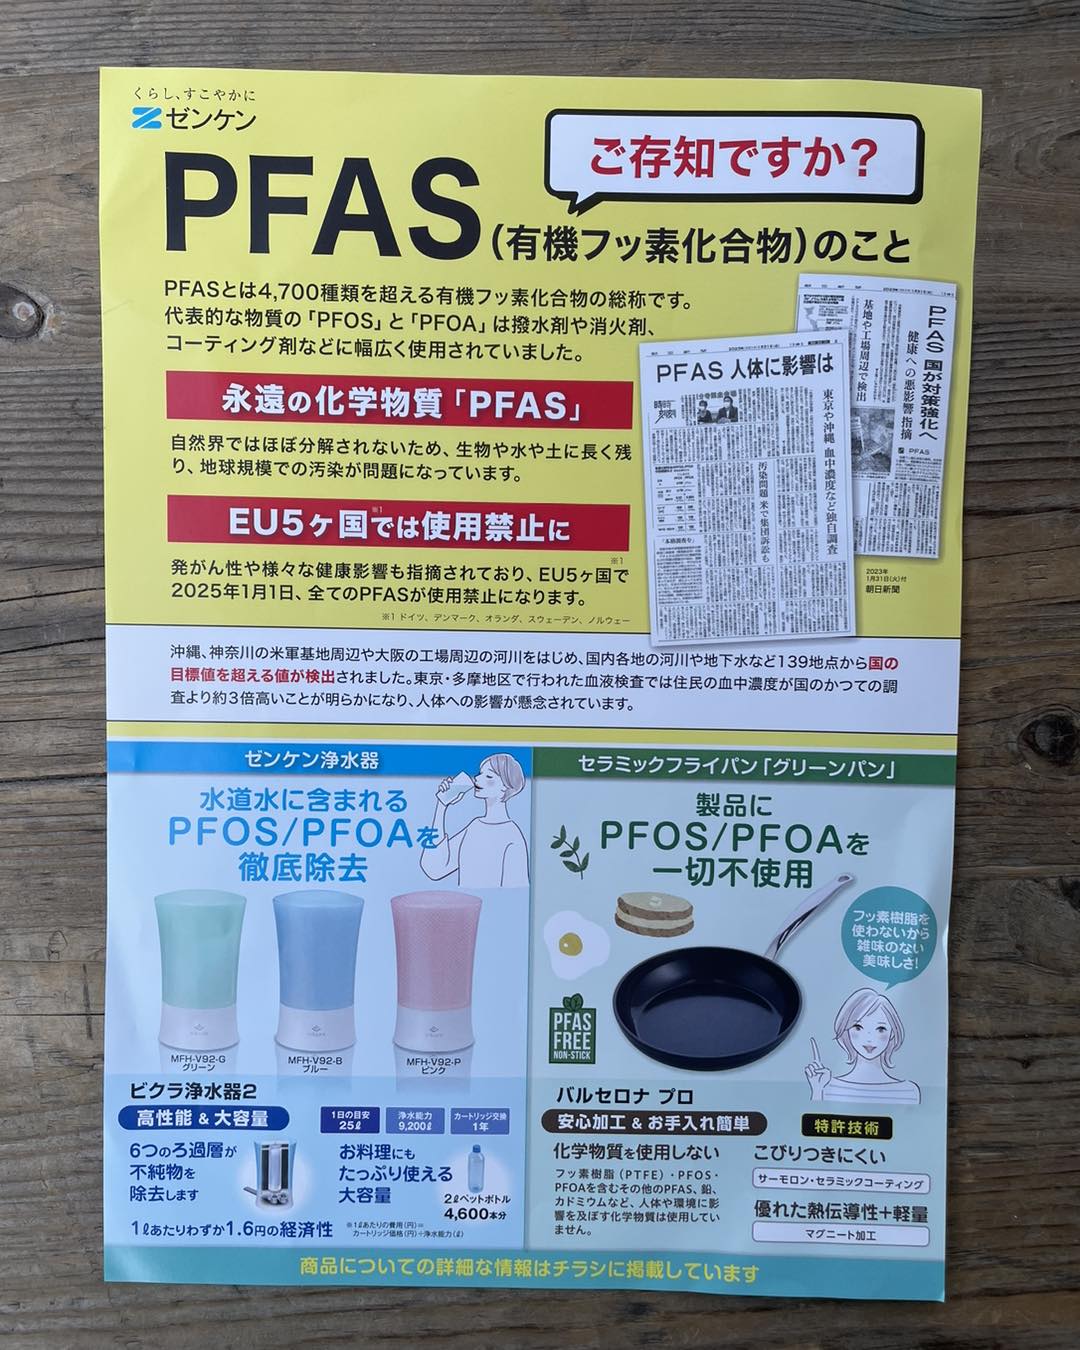 くらし、すこやかに
ゼンケン
ご存知ですか?
PFAS(有機フッ素化合物)のこと
PFASとは4,700種類を超える有機フッ素化合物の総称です。
代表的な物質の「PFOS」と「PFOA」は撥水剤や消火剤、
コーティング剤などに幅広く使用されていました。
永遠の化学物質「PFAS」
自然界ではほぼ分解されないため、生物や水や土に長く残
り、地球規模での汚染が問題になっています。
EU5ヶ国※1では使用禁止に
発がん性や様々な健康影響も指摘されており、EU5ヶ国※1で
2025年1月1日、全てのPFASが使用禁止になります。
※1 ドイツ、デンマーク、オランダ、スウェーデン、ノルウェー
PFAS 人体に影響は
時時刻刻
東京や沖縄 血中濃度など独自調査
汚染問題 米で集団訴訟も
「本格調査を」
PFAS 国が対策強化へ
健康への悪影響 指摘
基地や工場周辺で検出
PFAS
2023年
1月31日(火)付
朝日新聞
沖縄、神奈川の米軍基地周辺や大阪の工場周辺の河川をはじめ、国内各地の河川や地下水など139地点から国の
目標値を超える値が検出されました。東京・多摩地区で行われた血液検査では住民の血中濃度が国のかつての調
査より約3倍高いことが明らかになり、人体への影響が懸念されています。
ゼンケン浄水器
水道水に含まれる
PFOS/PFOAを
徹底除去
MFH-V92-G
グリーン
MFH-V92-B
ブルー
MFH-V92-P
ピンク
ビクラ浄水器2
高性能&大容量
1日の目安
25ℓ
浄水能力
9,200ℓ
カートリッジ交換
1年
6つのろ過層が
不純物を
除去します
お料理にも
たっぷり使える
大容量
2ℓペットボトル
4,600本分
1ℓあたりわずか1.6円の経済性
※1ℓあたりの費用(円)=
カートリッジ価格(円)÷浄水能力(ℓ)
セラミックフライパン「グリーンパン」
製品に
PFOS/PFOAを
一切不使用
フッ素樹脂を
使わないから
雑味のない
美味しさ!
PFAS
FREE
NON-STICK
バルセロナ プロ
安心加工&お手入れ簡単
化学物質を使用しない
フッ素樹脂(PTFE)・PFOS・
PFOAを含むその他のPFAS、鉛、
カドミウムなど、人体や環境に影
響を及ぼす化学物質は使用してい
ません。
特許技術
こびりつきにくい
サーモロン・セラミックコーティング
優れた熱伝導性+軽量
マグニート加工
商品についての詳細な情報はチラシに掲載しています